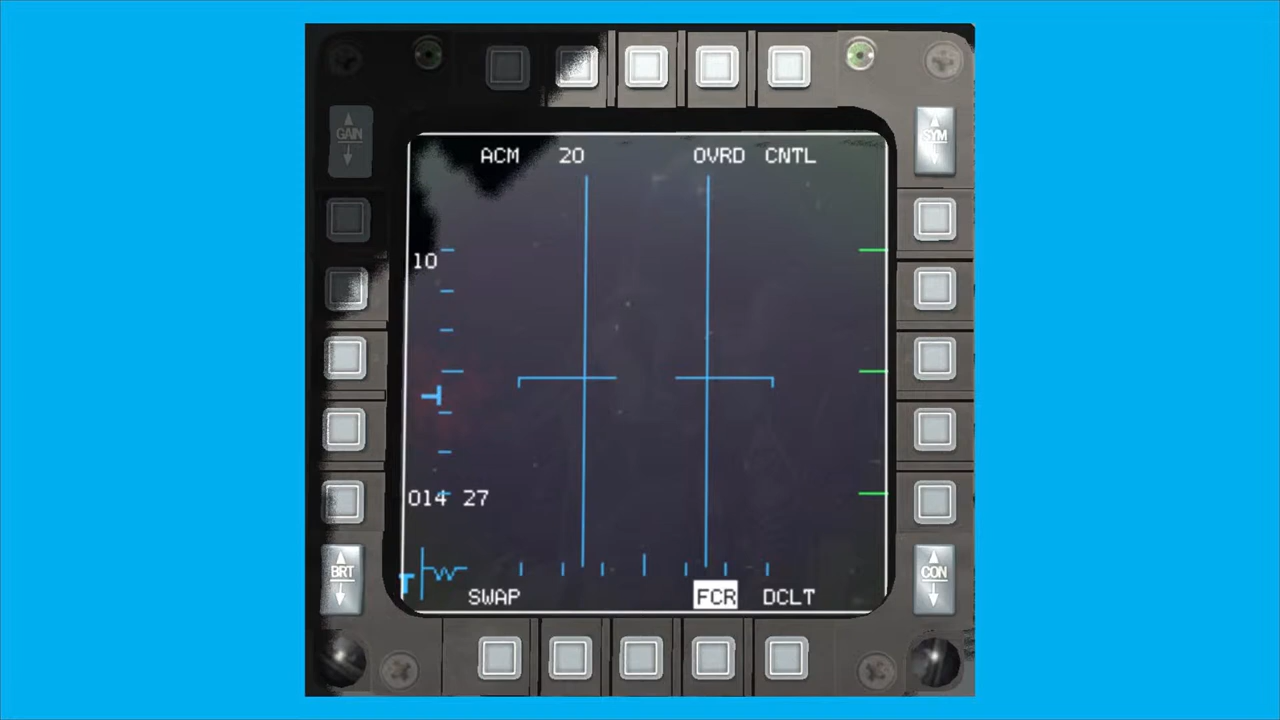 ACM 20 OVRD CNTL
GAIN
SYM
10
014 27
BRT
CON
SWAP FCR DCLT